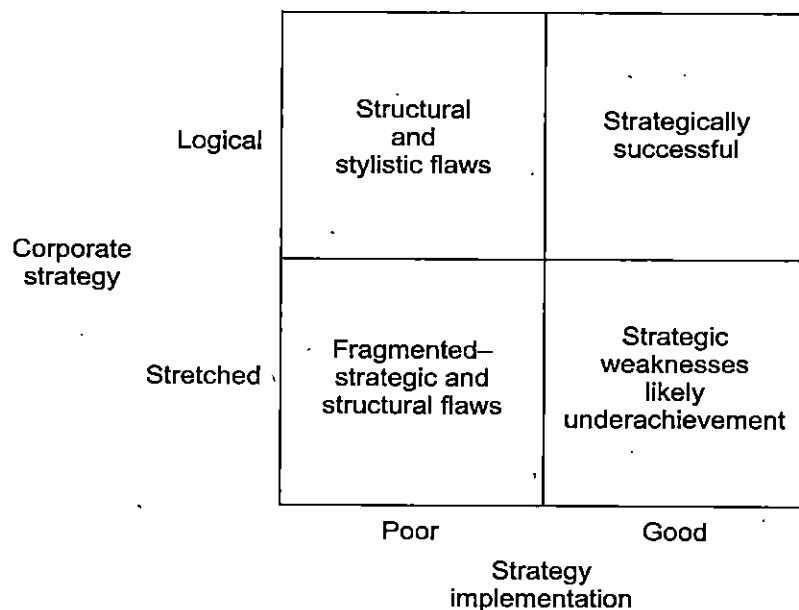 Logical
Structural
and
stylistic flaws
Strategically
successful
Corporate
strategy
Stretched
Fragmented–
strategic and
structural flaws
Strategic
weaknesses
likely
underachievement
Poor
Good
Strategy
implementation